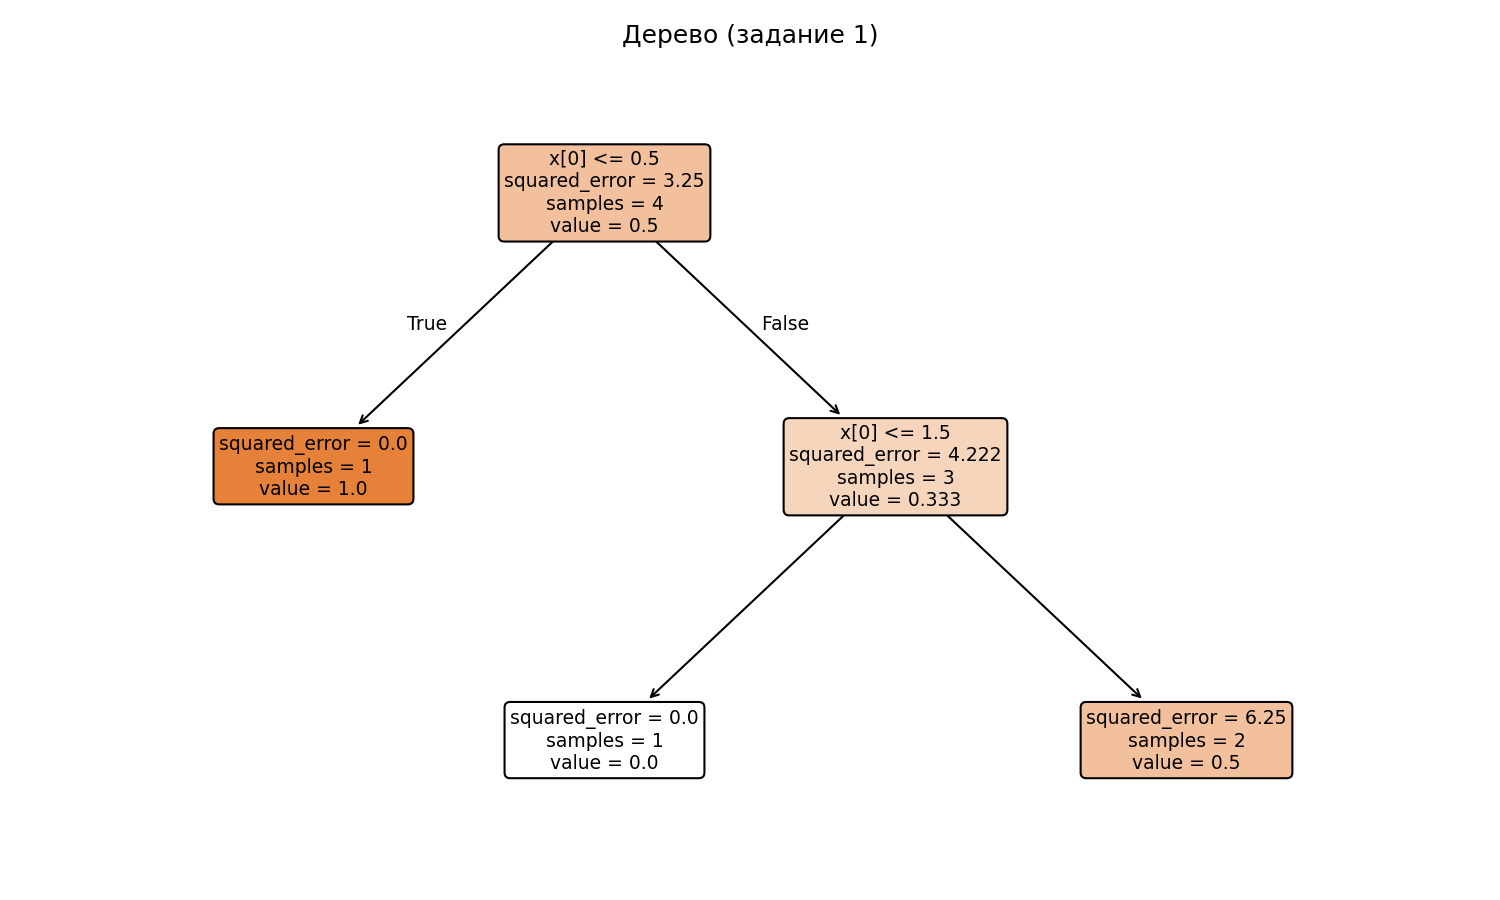 Дерево (задание 1)
x[0] <= 0.5
squared_error = 3.25
samples = 4
value = 0.5
True
False
squared_error = 0.0
samples = 1
value = 1.0
x[0] <= 1.5
squared_error = 4.222
samples = 3
value = 0.333
squared_error = 0.0
samples = 1
value = 0.0
squared_error = 6.25
samples = 2
value = 0.5